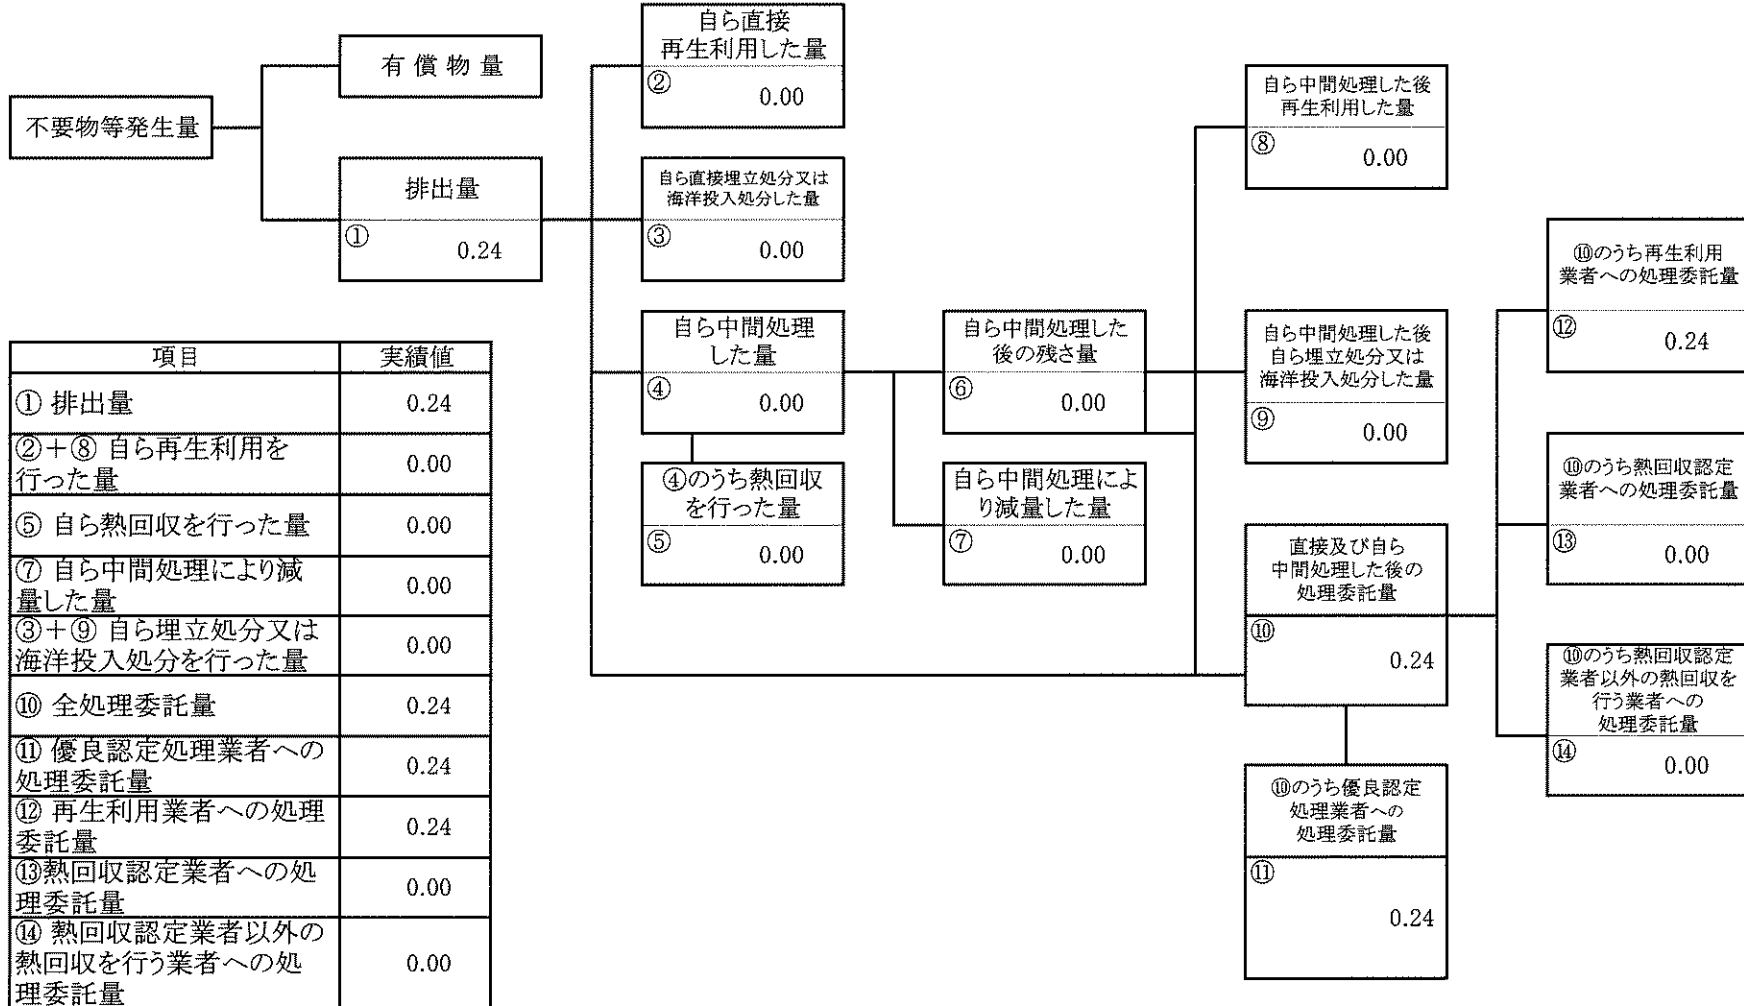 不要物等発生量
有償物量
排出量
① 0.24
自ら直接
再生利用した量
② 0.00
自ら直接埋立処分又は
海洋投入処分した量
③ 0.00
自ら中間処理
した量
④ 0.00
④のうち熱回収
を行った量
⑤ 0.00
自ら中間処理した
後の残さ量
⑥ 0.00
自ら中間処理によ
り減量した量
⑦ 0.00
自ら中間処理した後
再生利用した量
⑧ 0.00
自ら中間処理した後
自ら埋立処分又は
海洋投入処分した量
⑨ 0.00
直接及び自ら
中間処理した後の
処理委託量
⑩ 0.24
⑩のうち優良認定
処理業者への
処理委託量
⑪ 0.24
⑩のうち再生利用
業者への処理委託量
⑫ 0.24
⑩のうち熱回収認定
業者への処理委託量
⑬ 0.00
⑩のうち熱回収認定
業者以外の熱回収を
行う業者への
処理委託量
⑭ 0.00
項目 実績値
① 排出量 0.24
②+⑧ 自ら再生利用を
行った量 0.00
⑤ 自ら熱回収を行った量 0.00
⑦ 自ら中間処理により減
量した量 0.00
③+⑨ 自ら埋立処分又は
海洋投入処分を行った量 0.00
⑩ 全処理委託量 0.24
⑪ 優良認定処理業者への
処理委託量 0.24
⑫ 再生利用業者への処理
委託量 0.24
⑬熱回収認定業者への処
理委託量 0.00
⑭ 熱回収認定業者以外の
熱回収を行う業者への処
理委託量 0.00